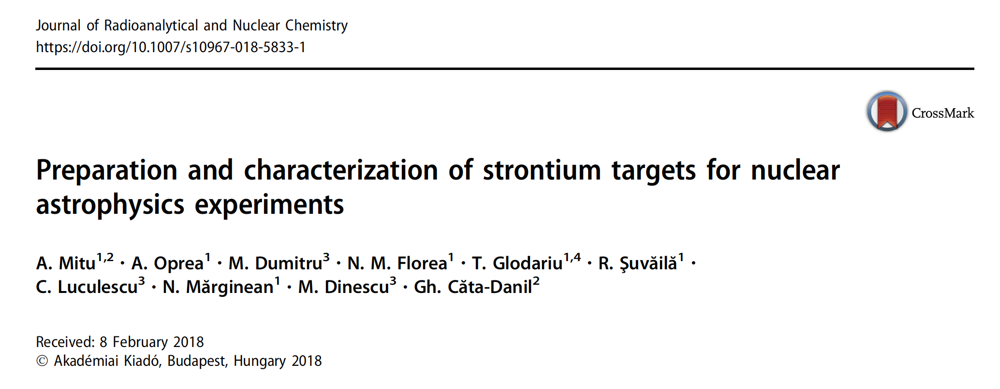 Journal of Radioanalytical and Nuclear Chemistry
https://doi.org/10.1007/s10967-018-5833-1
CrossMark
Preparation and characterization of strontium targets for nuclear
astrophysics experiments
A. Mitu1,2 · A. Oprea1 · M. Dumitru3 · N. M. Florea1 · T. Glodariu1,4 · R. Şuvăilă1 ·
C. Luculescu3 · N. Mărginean1 · M. Dinescu3 · Gh. Căta-Danil2
Received: 8 February 2018
© Akadémiai Kiadó, Budapest, Hungary 2018